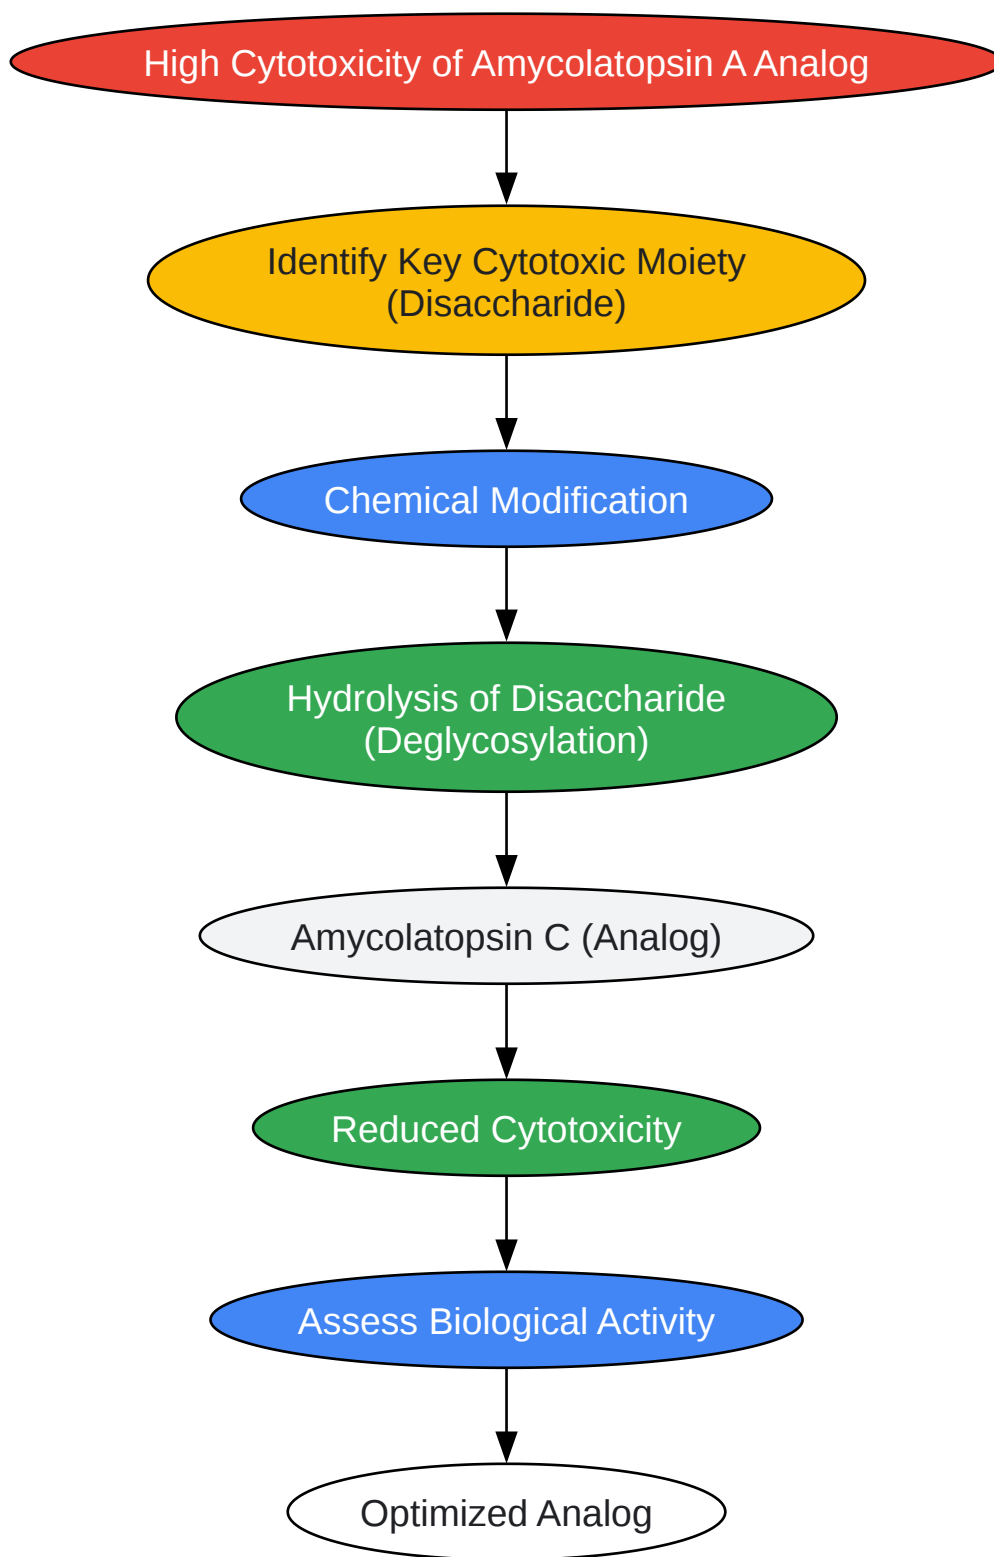 High Cytotoxicity of Amycolatopsin A Analog
Identify Key Cytotoxic Moiety
(Disaccharide)
Chemical Modification
Hydrolysis of Disaccharide
(Deglycosylation)
Amycolatopsin C (Analog)
Reduced Cytotoxicity
Assess Biological Activity
Optimized Analog